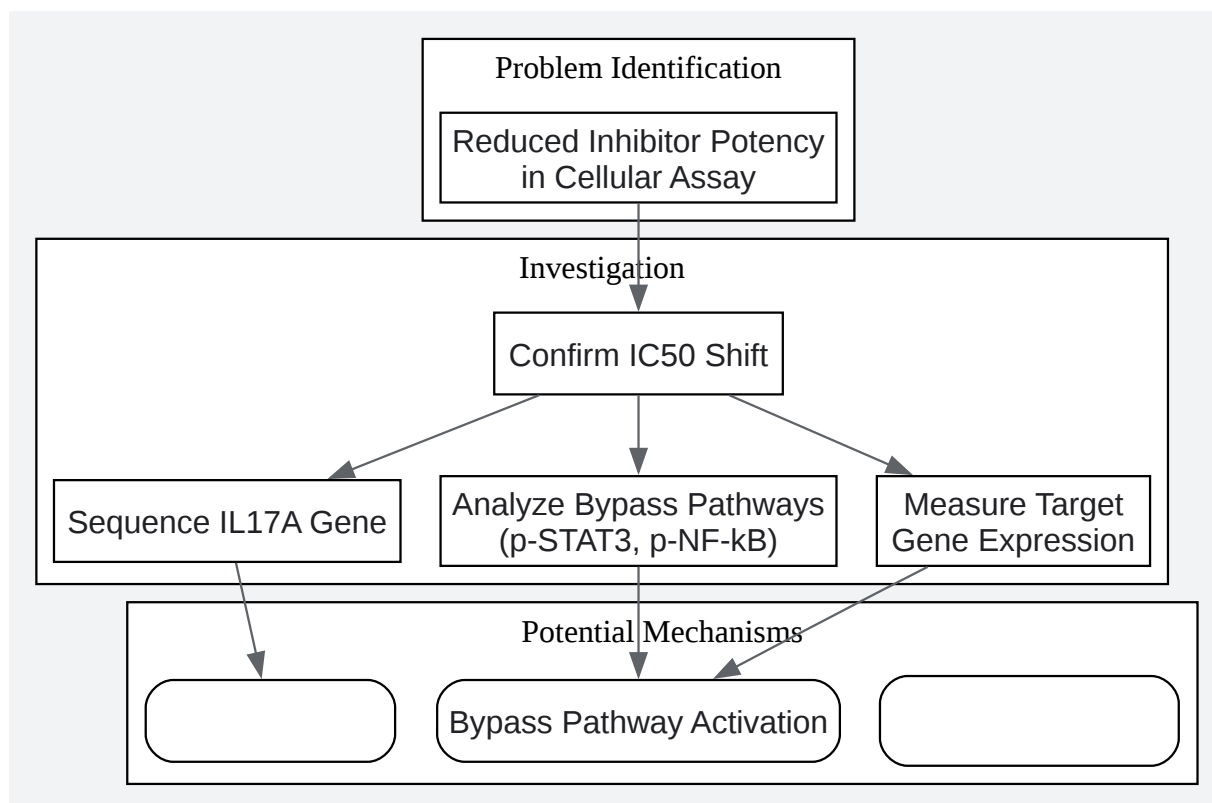 Problem Identification
Reduced Inhibitor Potency
in Cellular Assay
Investigation
Confirm IC50 Shift
Sequence IL17A Gene
Analyze Bypass Pathways
(p-STAT3, p-NF-kB)
Measure Target
Gene Expression
Potential Mechanisms
Bypass Pathway Activation